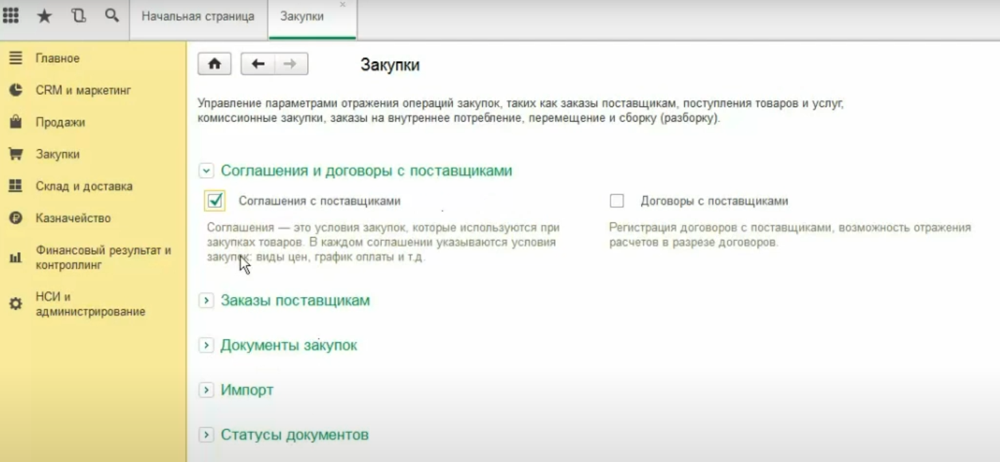 Начальная страница
Закупки
Главное
CRM и маркетинг
Продажи
Закупки
Склад и доставка
Казначейство
Финансовый результат и
контроллинг
НСИ и
администрирование
Закупки
Управление параметрами отражения операций закупок, таких как заказы поставщикам, поступления товаров и услуг,
комиссионные закупки, заказы на внутреннее потребление, перемещение и сборку (разборку).
Соглашения и договоры с поставщиками
Соглашения с поставщиками
Соглашения — это условия закупок, которые используются при
закупках товаров. В каждом соглашении указываются условия
закупок: виды цен, график оплаты и т.д.
Договоры с поставщиками
Регистрация договоров с поставщиками, возможность отражения
расчетов в разрезе договоров.
Заказы поставщикам
Документы закупок
Импорт
Статусы документов